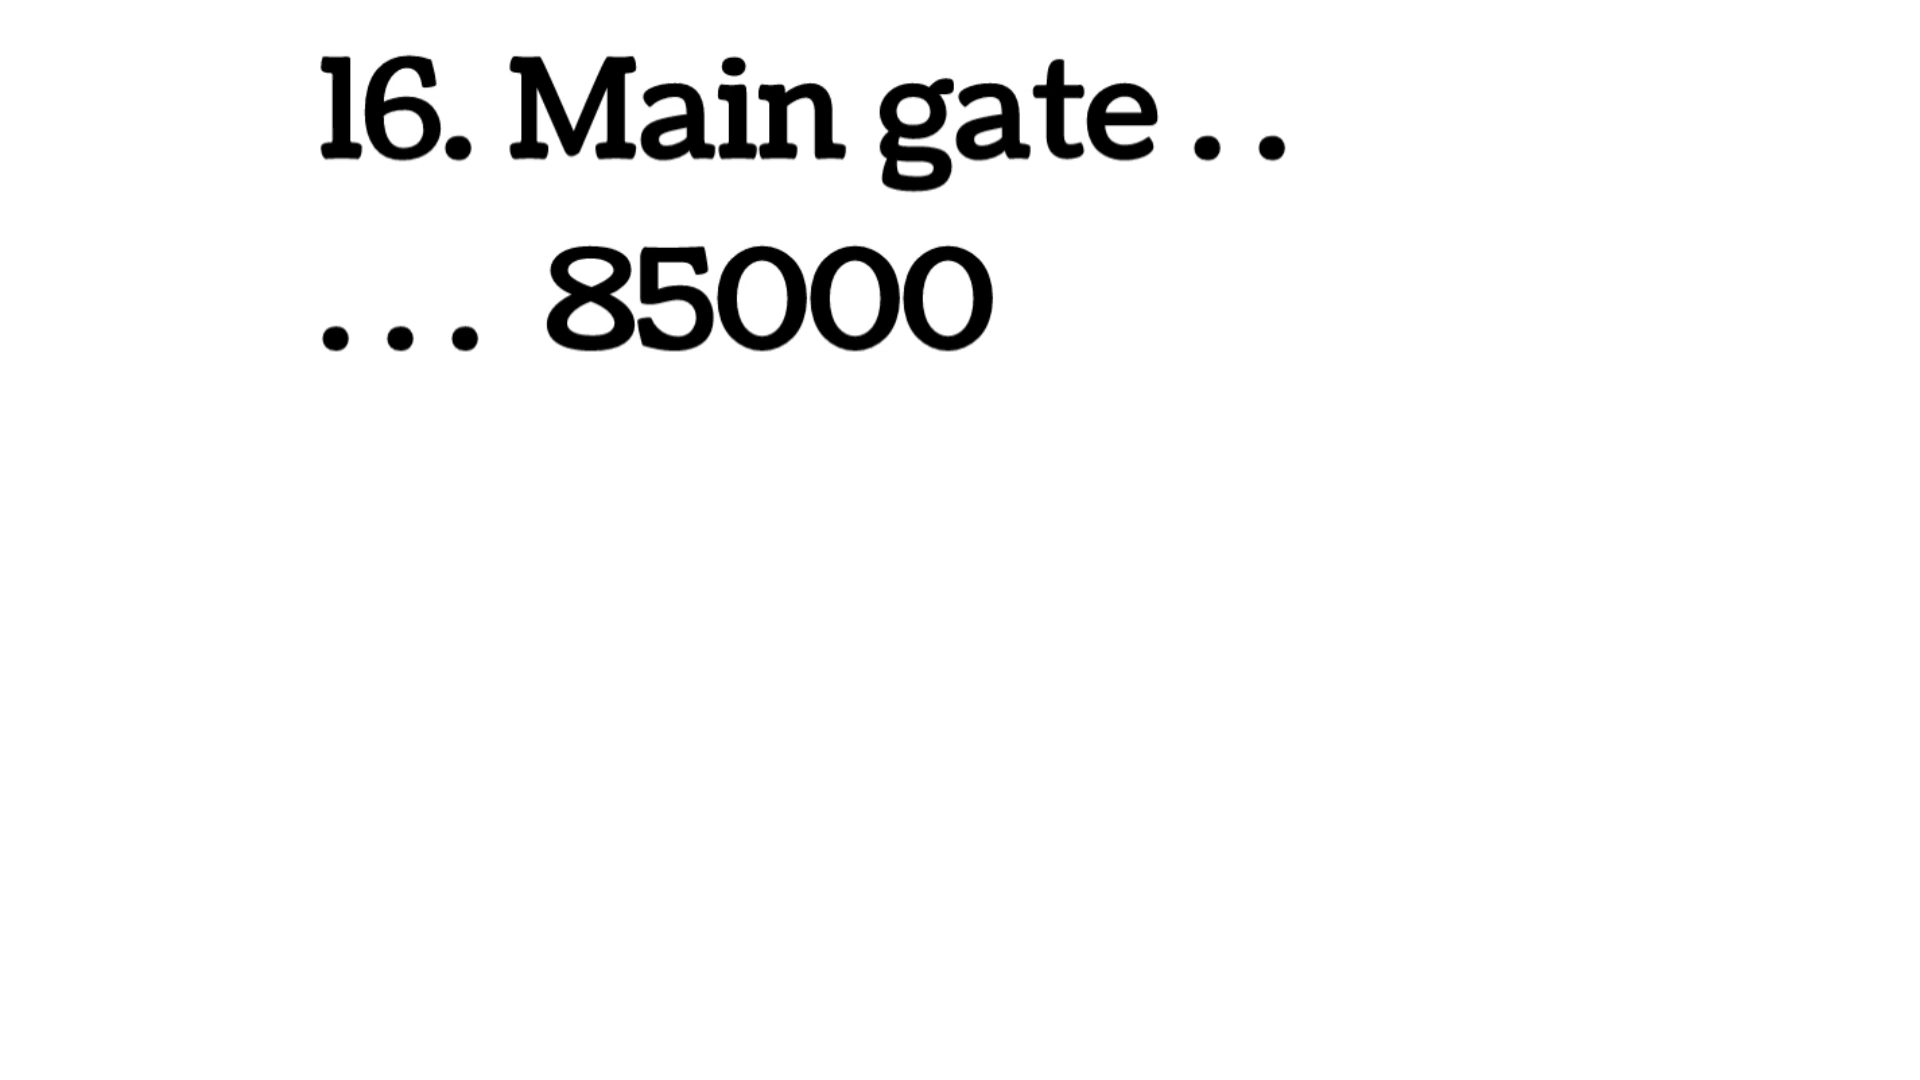 16. Main gate . .
. . . 85000